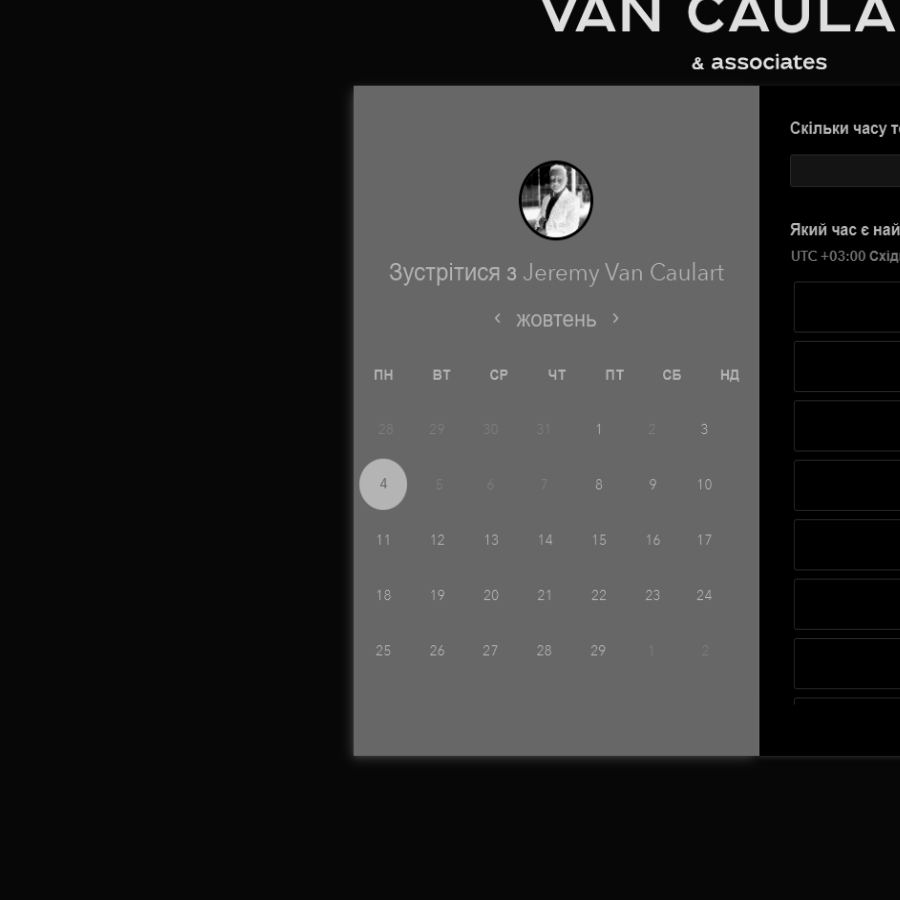 VAN CAULA
& associates
Скільки часу т
Який час є най
UTC +03:00 Схід
Зустрітися з Jeremy Van Caulart
‹ жовтень ›
ПН ВТ СР ЧТ ПТ СБ НД
28 29 30 31 1 2 3
4 5 6 7 8 9 10
11 12 13 14 15 16 17
18 19 20 21 22 23 24
25 26 27 28 29 1 2